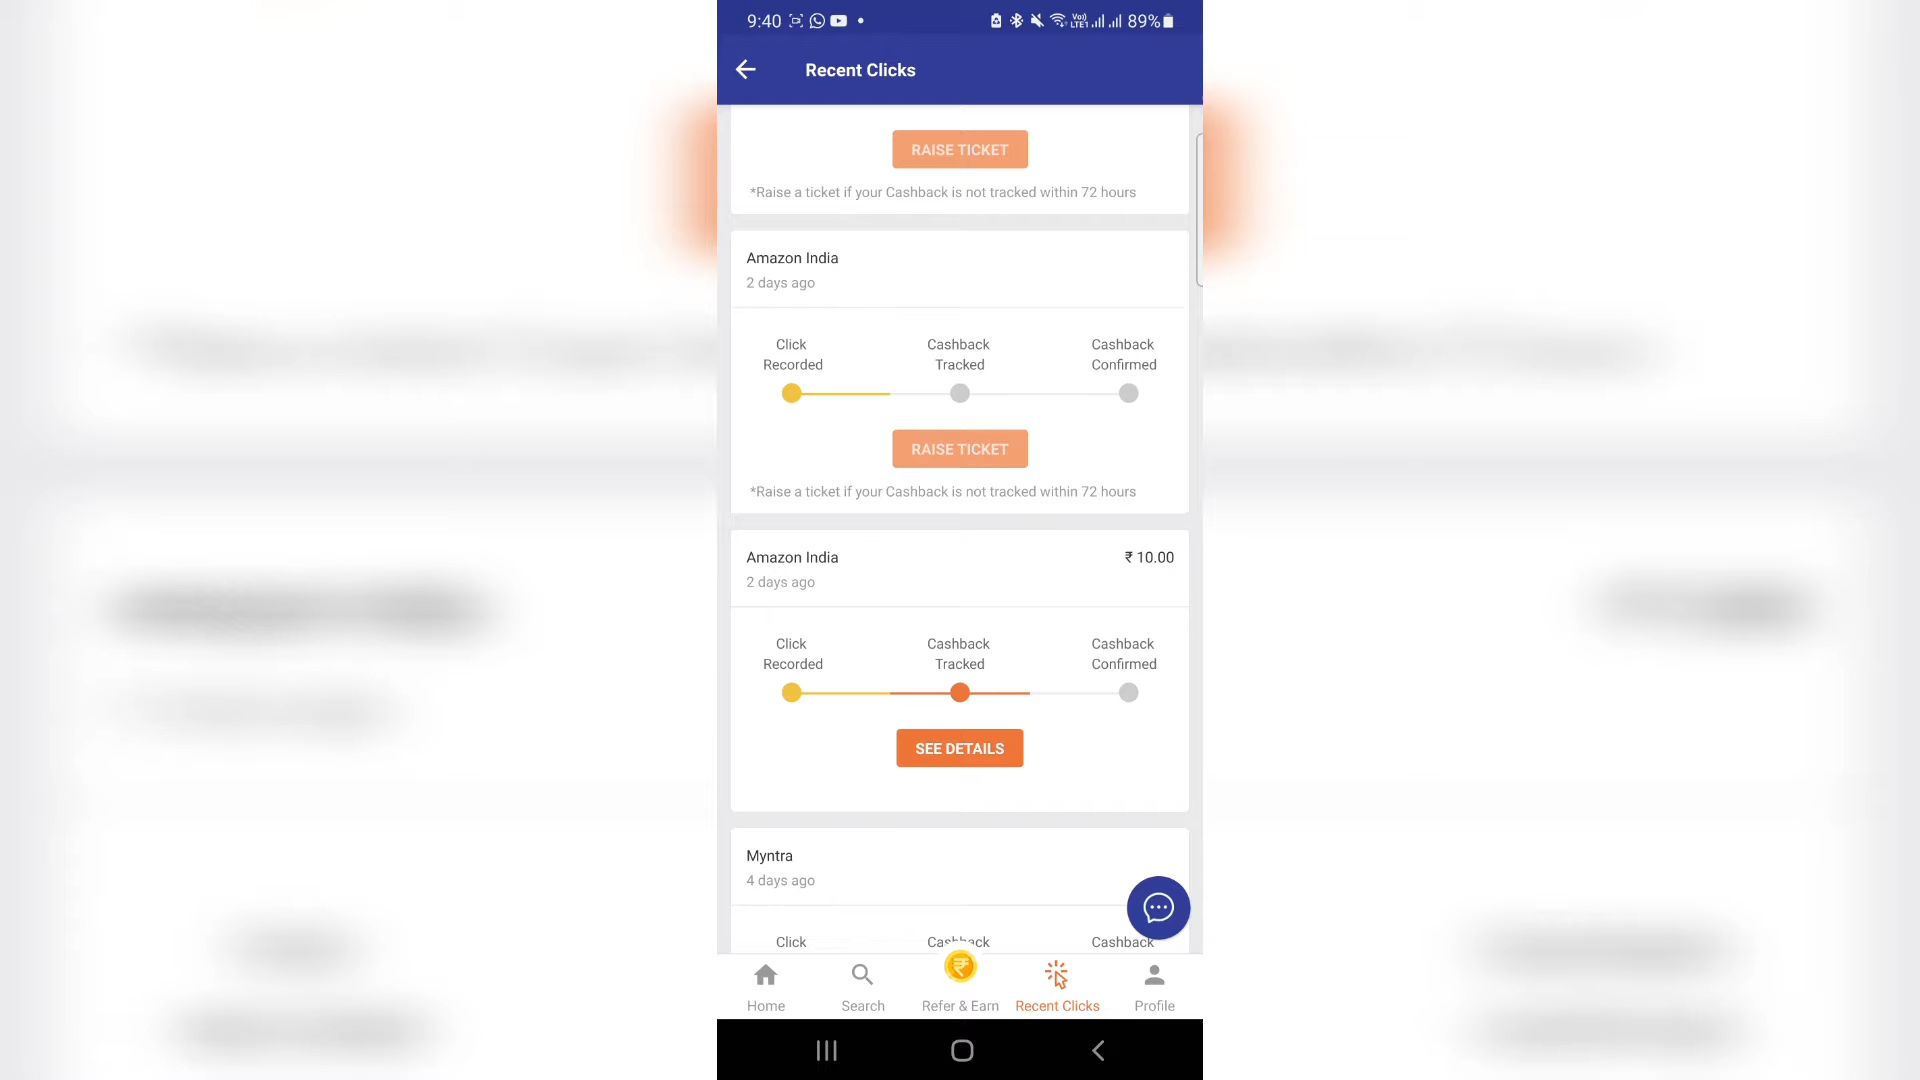 9:40
Vo))
LTE1
89%
Recent Clicks
RAISE TICKET
*Raise a ticket if your Cashback is not tracked within 72 hours
Amazon India
2 days ago
Click Recorded
Cashback Tracked
Cashback Confirmed
RAISE TICKET
*Raise a ticket if your Cashback is not tracked within 72 hours
Amazon India
₹ 10.00
2 days ago
Click Recorded
Cashback Tracked
Cashback Confirmed
SEE DETAILS
Myntra
4 days ago
Click
Cashback
Cashback
Home
Search
Refer & Earn
Recent Clicks
Profile